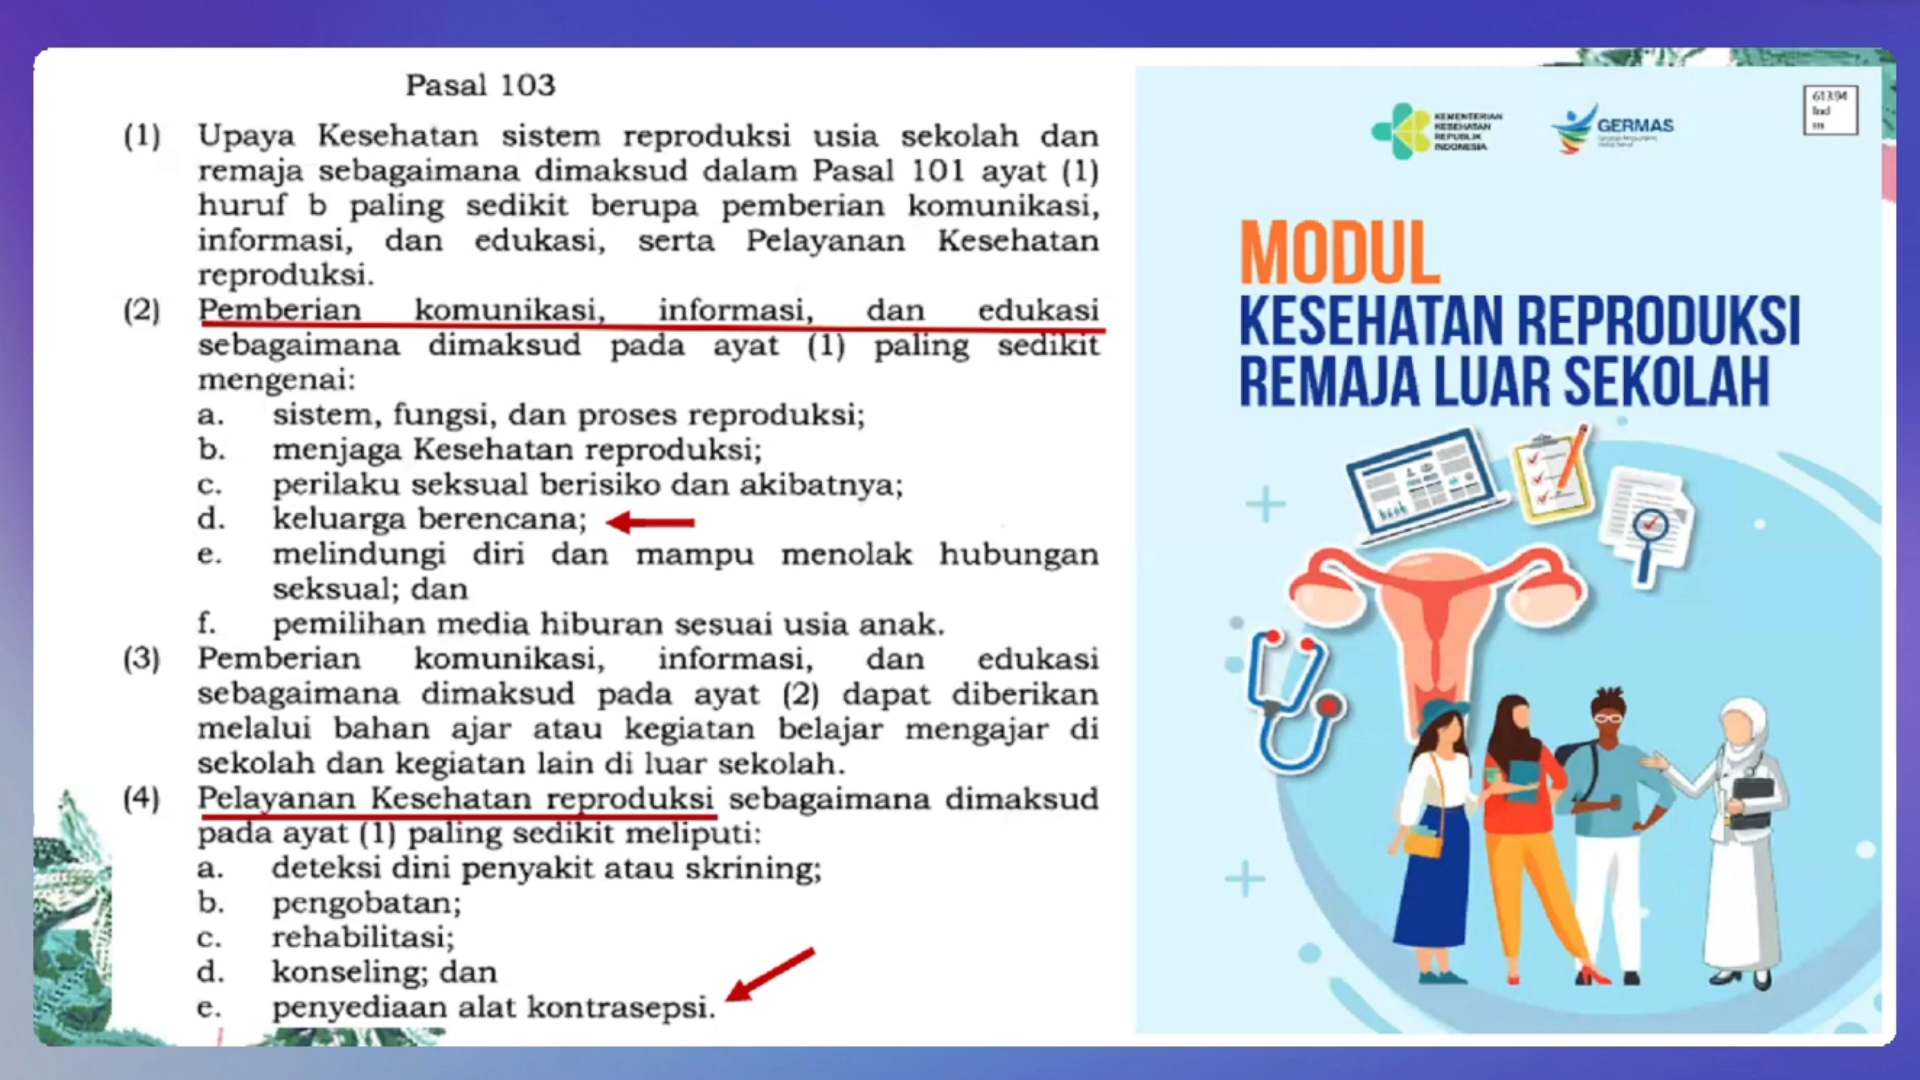 Pasal 103
(1) Upaya Kesehatan sistem reproduksi usia sekolah dan
remaja sebagaimana dimaksud dalam Pasal 101 ayat (1)
huruf b paling sedikit berupa pemberian komunikasi,
informasi, dan edukasi, serta Pelayanan Kesehatan
reproduksi.
(2) Pemberian komunikasi, informasi, dan edukasi
sebagaimana dimaksud pada ayat (1) paling sedikit
mengenai:
a. sistem, fungsi, dan proses reproduksi;
b. menjaga Kesehatan reproduksi;
c. perilaku seksual berisiko dan akibatnya;
d. keluarga berencana;
e. melindungi diri dan mampu menolak hubungan
seksual; dan
f. pemilihan media hiburan sesuai usia anak.
(3) Pemberian komunikasi, informasi, dan edukasi
sebagaimana dimaksud pada ayat (2) dapat diberikan
melalui bahan ajar atau kegiatan belajar mengajar di
sekolah dan kegiatan lain di luar sekolah.
(4) Pelayanan Kesehatan reproduksi sebagaimana dimaksud
pada ayat (1) paling sedikit meliputi:
a. deteksi dini penyakit atau skrining;
b. pengobatan;
c. rehabilitasi;
d. konseling; dan
e. penyediaan alat kontrasepsi.
KEMENTERIAN
KESEHATAN
REPUBLIK
INDONESIA
GERMAS
613.94
Ind
m
MODUL
KESEHATAN REPRODUKSI
REMAJA LUAR SEKOLAH